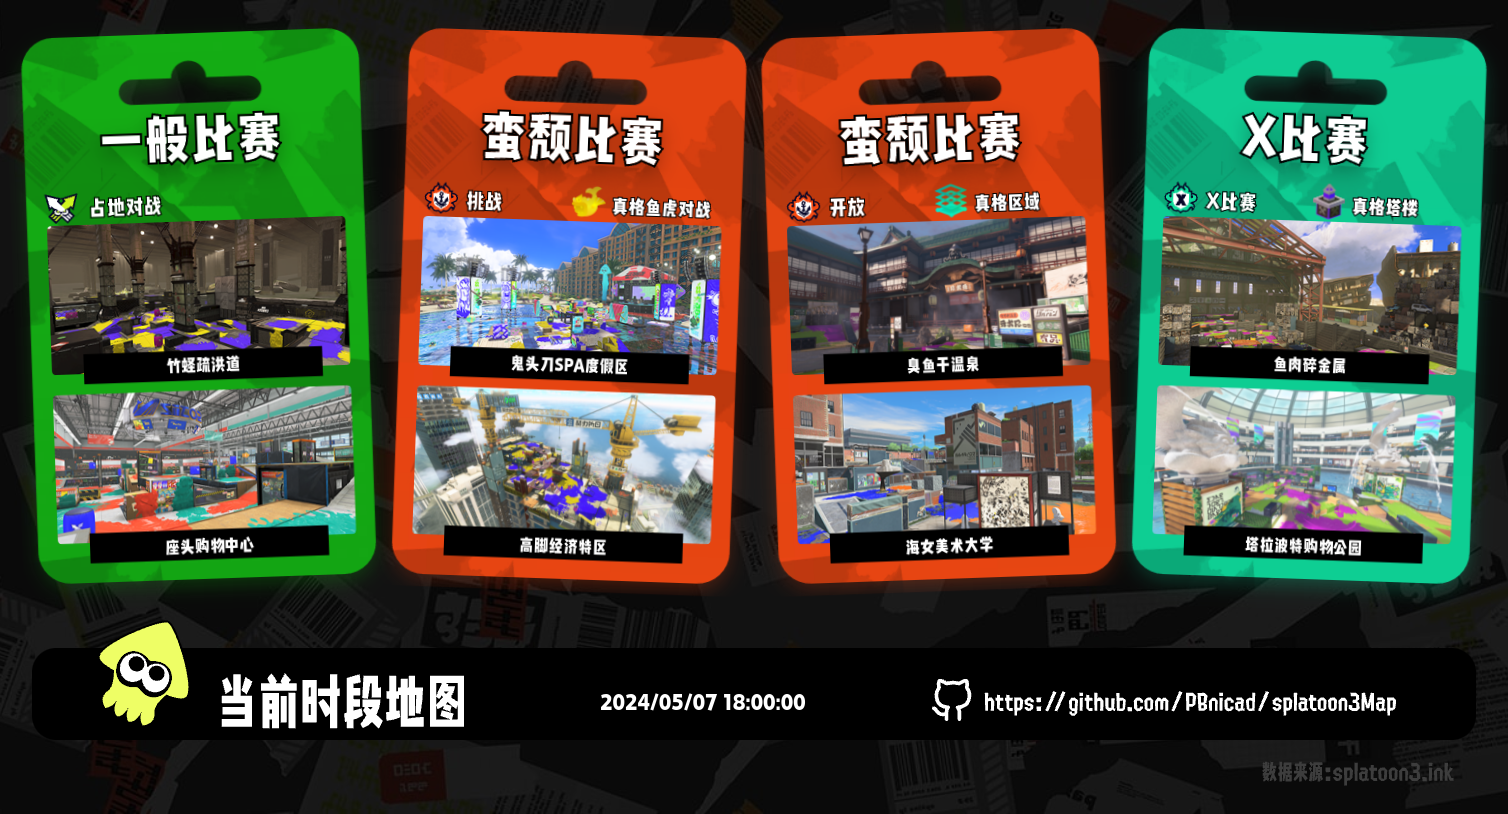 一般比赛
占地对战
竹蛏疏洪道
座头购物中心
蛮颓比赛
挑战
真格鱼虎对战
鬼头刀SPA度假区
高脚经济特区
蛮颓比赛
开放
真格区域
臭鱼干温泉
海女美术大学
X比赛
X比赛
真格塔楼
鱼肉碎金属
塔拉波特购物公园
当前时段地图
2024/05/07 18:00:00
https://github.com/PBnicad/splatoon3Map
数据来源:splatoon3.ink